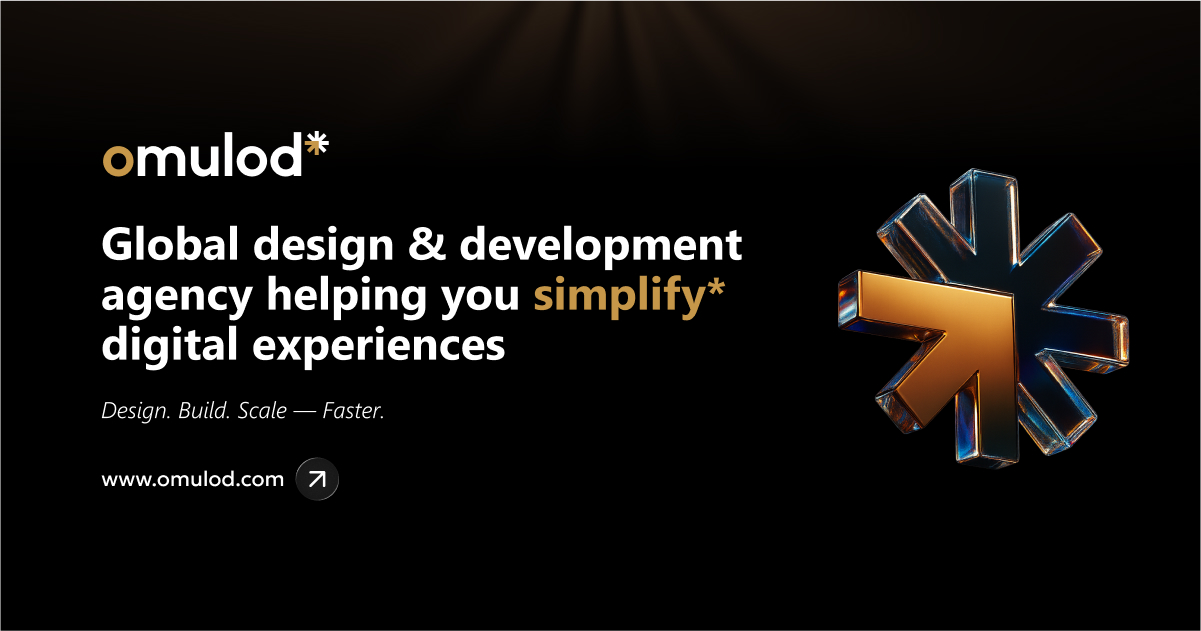 omulod*
Global design & development
agency helping you simplify*
digital experiences
Design. Build. Scale — Faster.
www.omulod.com